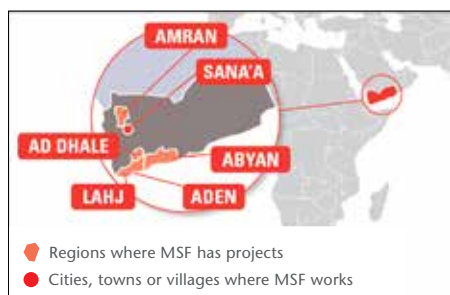 AMRAN
SANA'A
AD DHALE
ABYAN
LAHJ
ADEN
Regions where MSF has projects
Cities, towns or villages where MSF works